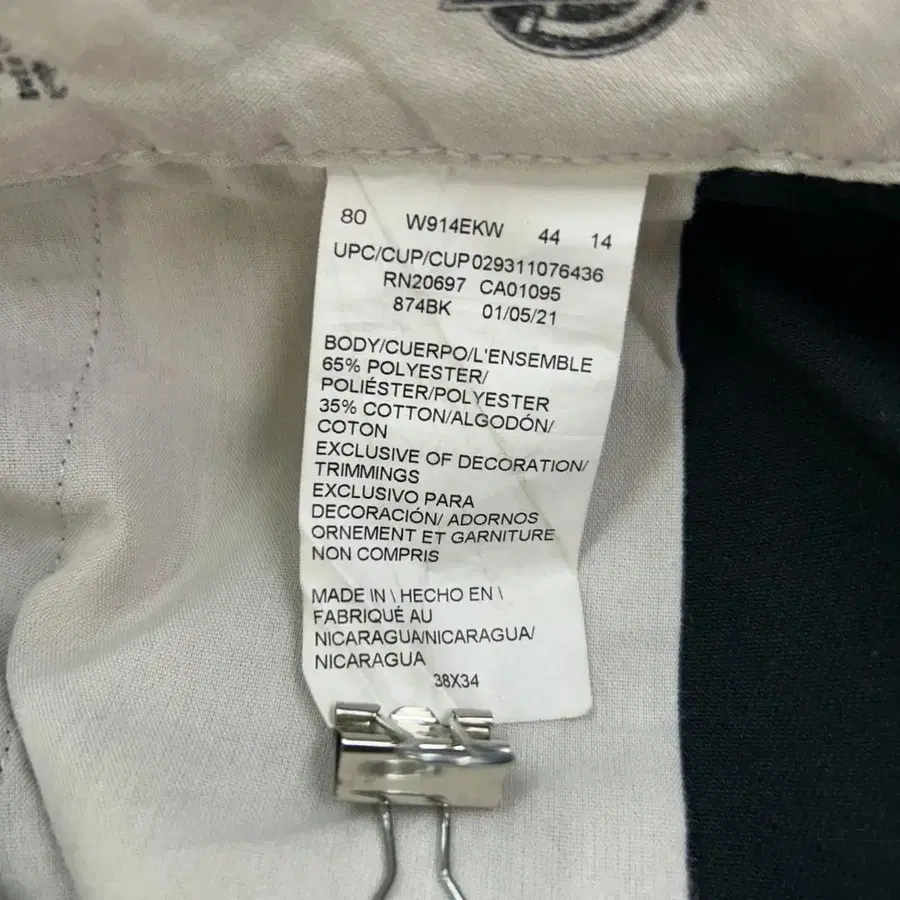 80 W914EKW 44 14
UPC/CUP/CUP029311076436
RN20697 CA01095
874BK 01/05/21
BODY/CUERPO/L'ENSEMBLE
65% POLYESTER/
POLIÉSTER/POLYESTER
35% COTTON/ALGODÓN/
COTON
EXCLUSIVE OF DECORATION/
TRIMMINGS
EXCLUSIVO PARA
DECORACIÓN/ ADORNOS
ORNEMENT ET GARNITURE
NON COMPRIS
MADE IN \ HECHO EN \
FABRIQUÉ AU
NICARAGUA/NICARAGUA/
NICARAGUA
38X34